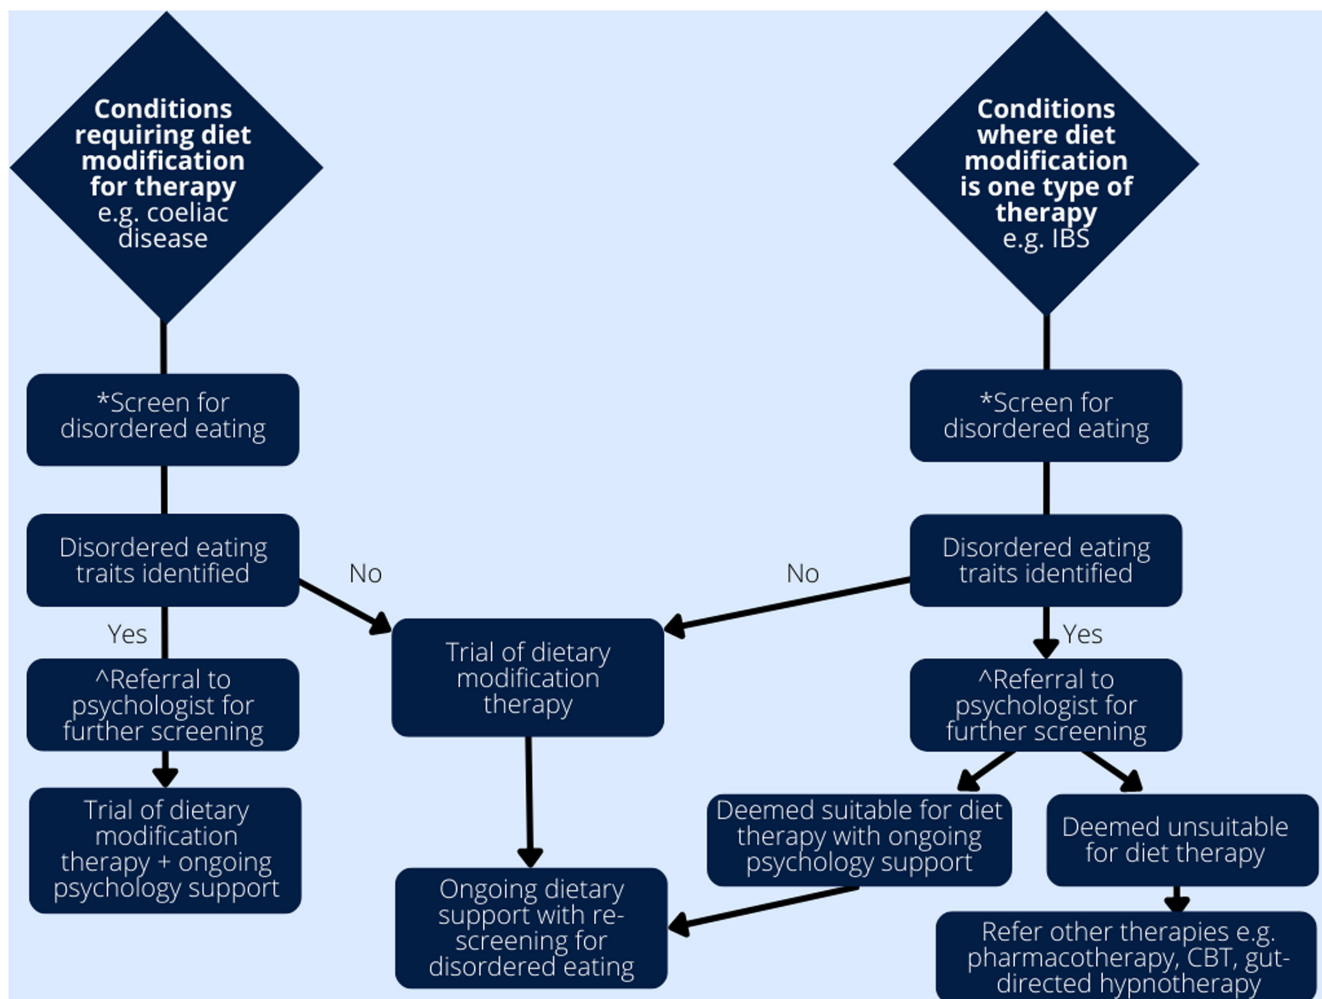 Conditions
requiring diet
modification
for therapy
e.g. coeliac
disease
Conditions
where diet
modification
is one type of
therapy
e.g. IBS
*Screen for
disordered eating
*Screen for
disordered eating
Disordered eating
traits identified
Disordered eating
traits identified
No
No
Yes
Yes
Trial of dietary
modification
therapy
^Referral to
psychologist for
further screening
^Referral to
psychologist for
further screening
Trial of dietary
modification
therapy + ongoing
psychology support
Deemed suitable for diet
therapy with ongoing
psychology support
Deemed unsuitable
for diet therapy
Ongoing dietary
support with re-
screening for
disordered eating
Refer other therapies e.g.
pharmacotherapy, CBT, gut-
directed hypnotherapy